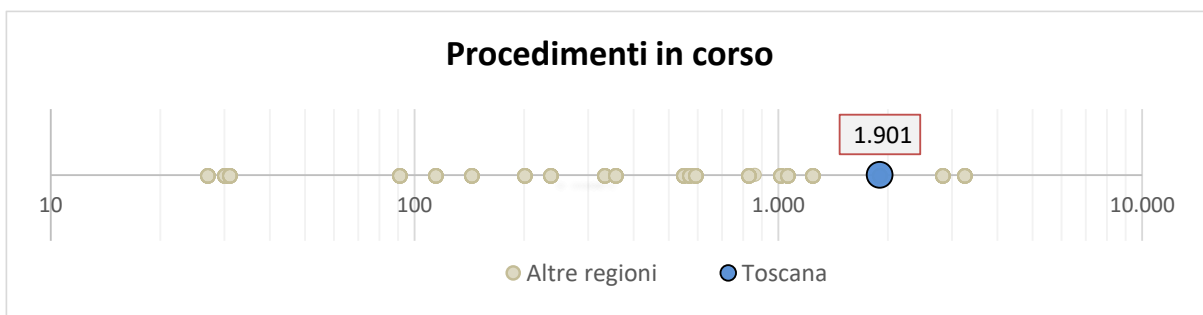 Procedimenti in corso
1.901
10 100 1.000 10.000
Altre regioni Toscana